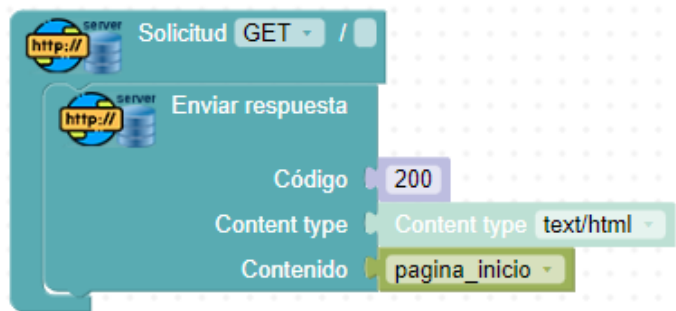 http:// server Solicitud GET /
http:// server Enviar respuesta
Código 200
Content type Content type text/html
Contenido pagina_inicio